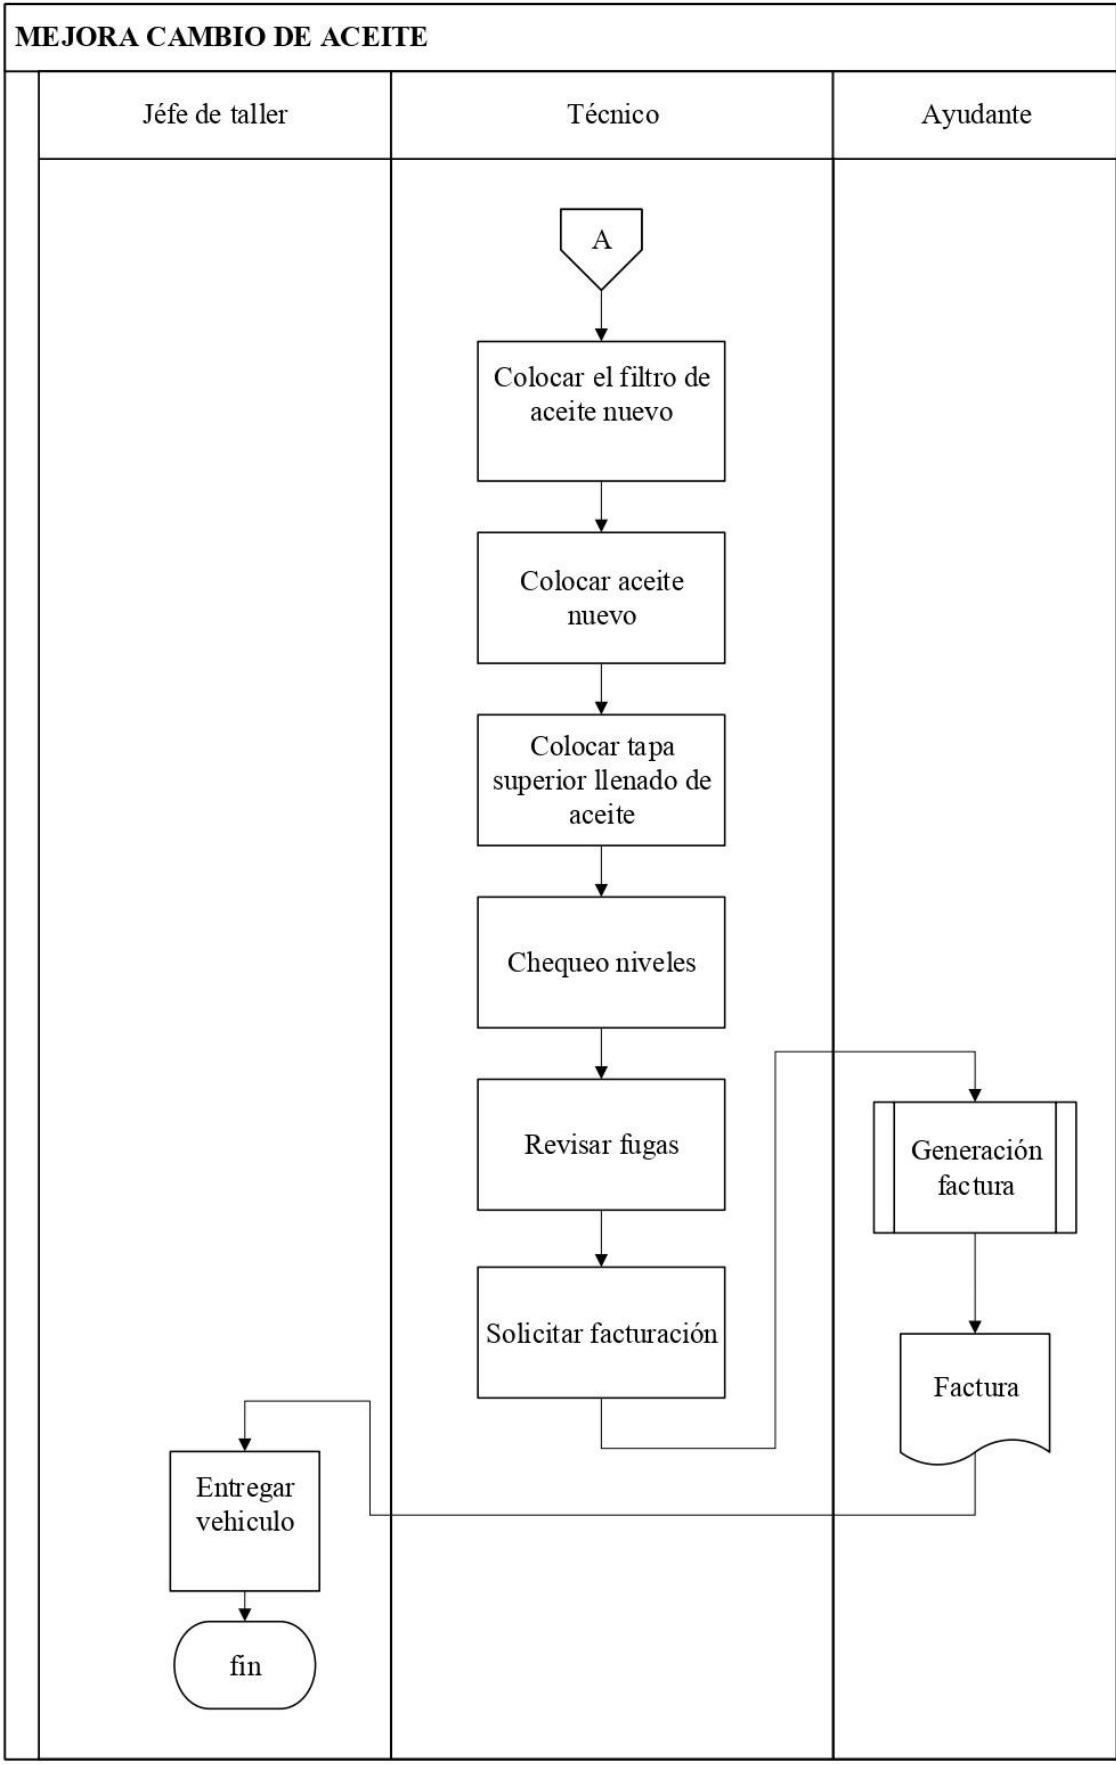 MEJORA CAMBIO DE ACEITE
Jéfe de taller
Técnico
Ayudante
A
Colocar el filtro de
aceite nuevo
Colocar aceite
nuevo
Colocar tapa
superior llenado de
aceite
Chequeo niveles
Revisar fugas
Solicitar facturación
Generación
factura
Factura
Entregar
vehiculo
fin